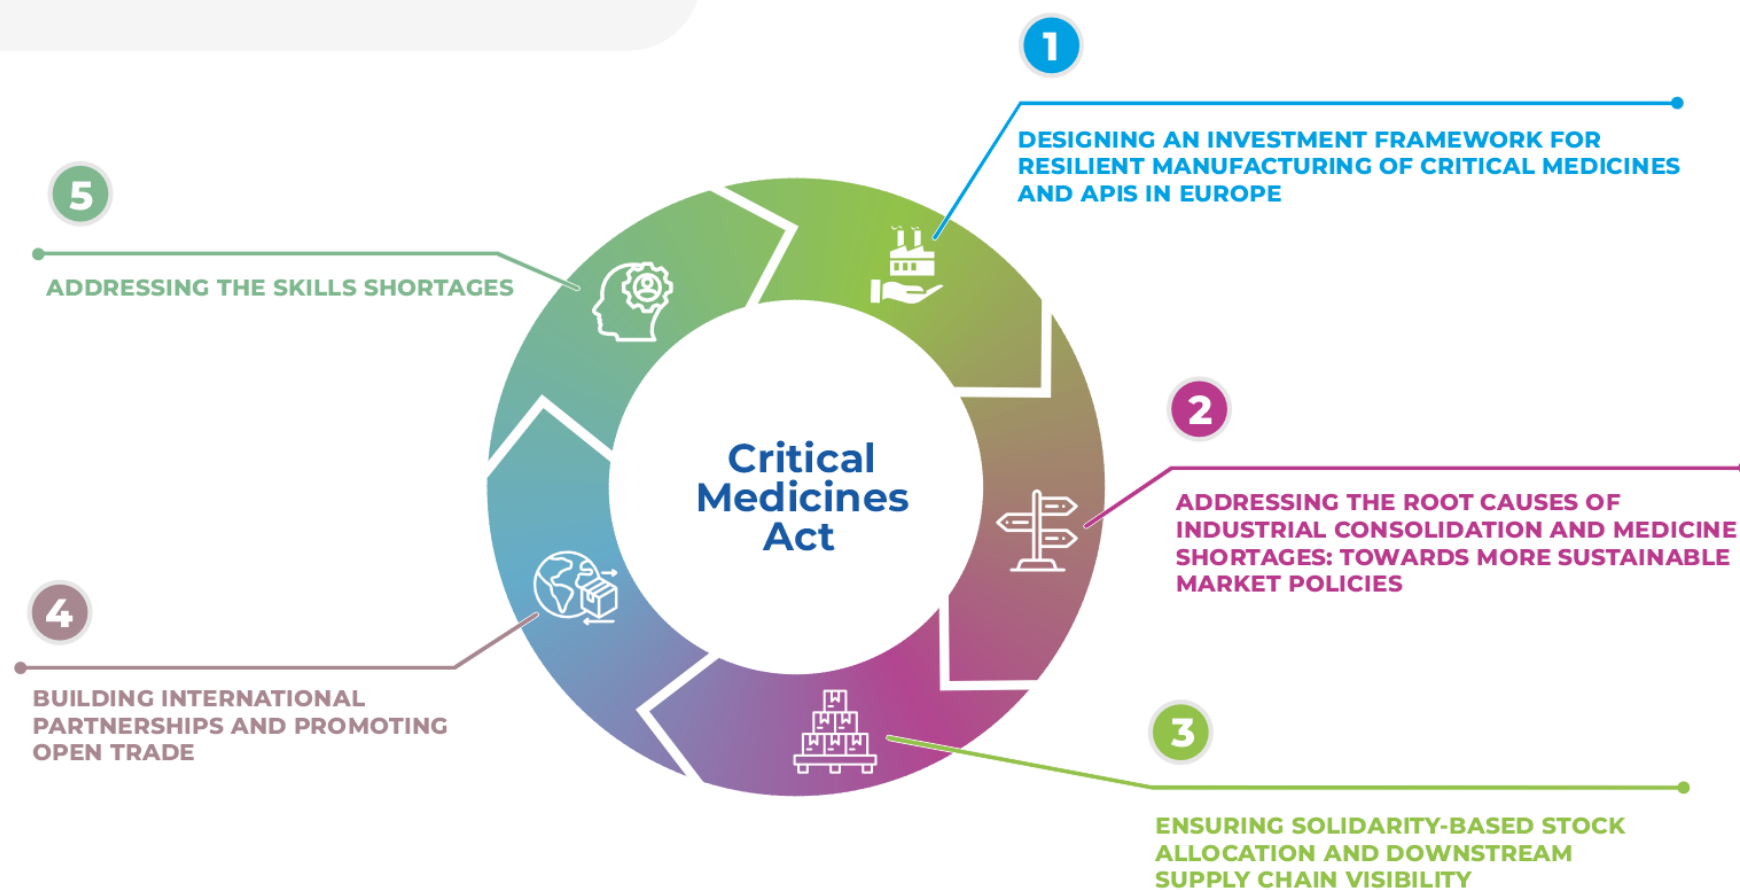 1
DESIGNING AN INVESTMENT FRAMEWORK FOR
RESILIENT MANUFACTURING OF CRITICAL MEDICINES
AND APIS IN EUROPE
5
ADDRESSING THE SKILLS SHORTAGES
Critical
Medicines
Act
2
ADDRESSING THE ROOT CAUSES OF
INDUSTRIAL CONSOLIDATION AND MEDICINE
SHORTAGES: TOWARDS MORE SUSTAINABLE
MARKET POLICIES
4
BUILDING INTERNATIONAL
PARTNERSHIPS AND PROMOTING
OPEN TRADE
3
ENSURING SOLIDARITY-BASED STOCK
ALLOCATION AND DOWNSTREAM
SUPPLY CHAIN VISIBILITY